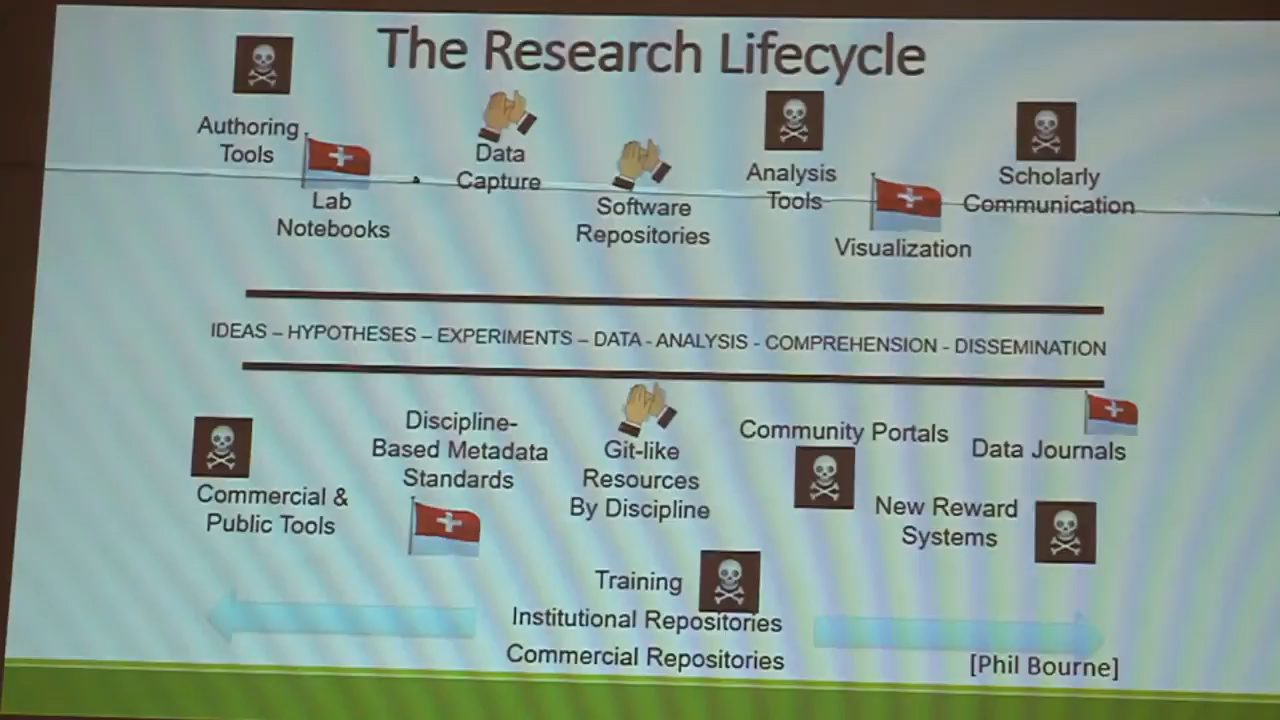 The Research Lifecycle
Authoring
Tools
Lab
Notebooks
Data
Capture
Software
Repositories
Analysis
Tools
Visualization
Scholarly
Communication
IDEAS – HYPOTHESES – EXPERIMENTS – DATA - ANALYSIS - COMPREHENSION - DISSEMINATION
Commercial &
Public Tools
Discipline-
Based Metadata
Standards
Git-like
Resources
By Discipline
Community Portals
Data Journals
New Reward
Systems
Training
Institutional Repositories
Commercial Repositories
[Phil Bourne]